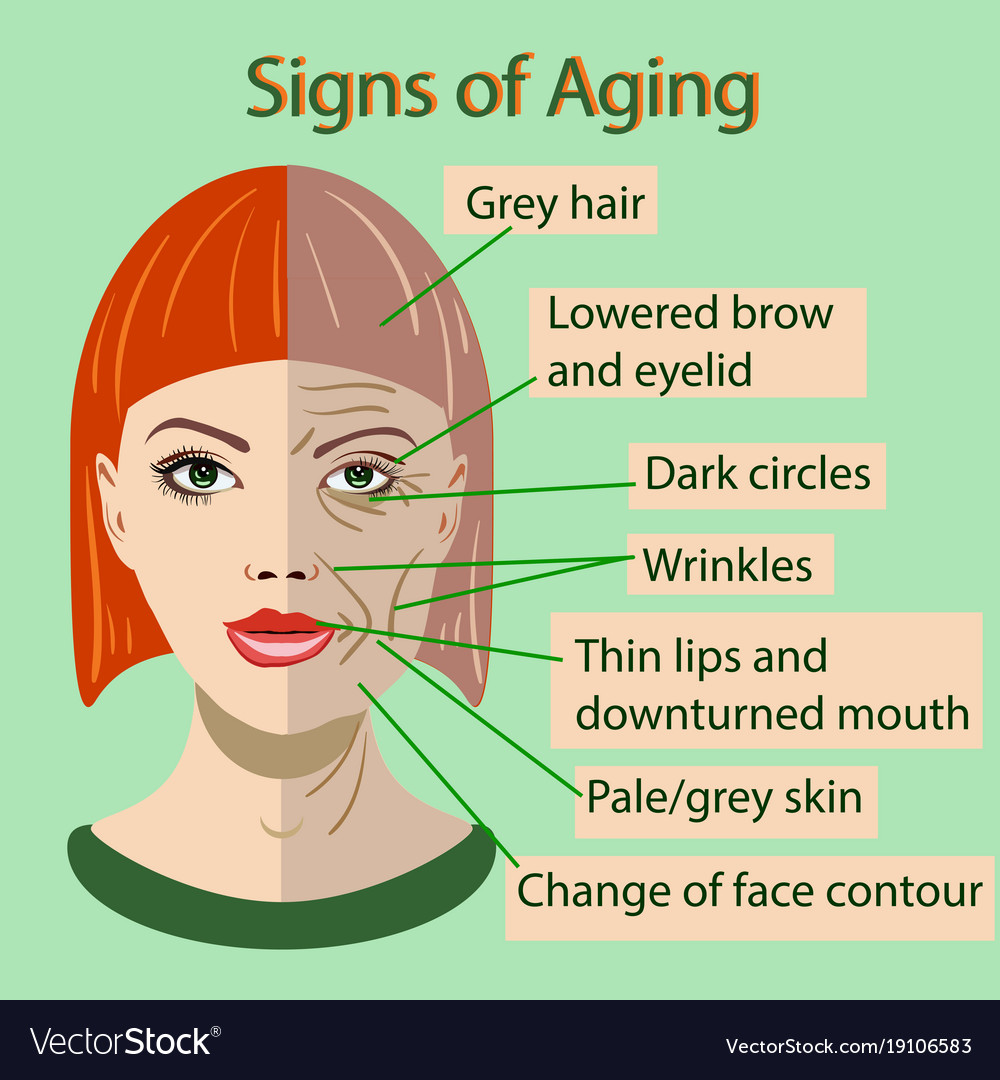 Signs of Aging
Grey hair
Lowered brow
and eyelid
Dark circles
Wrinkles
Thin lips and
downturned mouth
Pale/grey skin
Change of face contour
VectorStock®
VectorStock.com/19106583